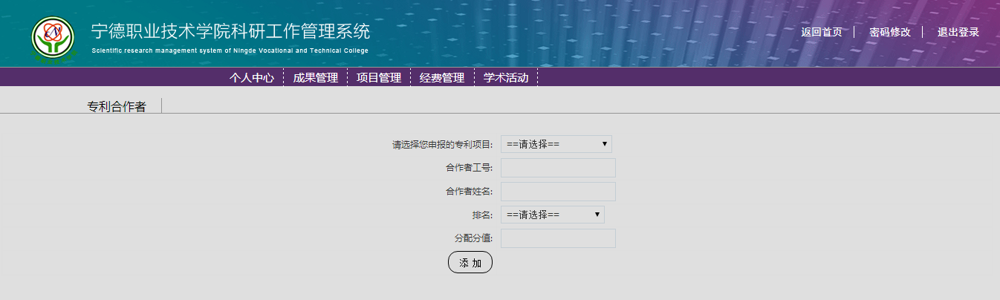 宁德职业技术学院科研工作管理系统
Scientific research management system of Ningde Vocational and Technical College
返回首页 密码修改 退出登录
个人中心 成果管理 项目管理 经费管理 学术活动
专利合作者
请选择您申报的专利项目: ==请选择==
合作者工号:
合作者姓名:
排名: ==请选择==
分配分值:
添 加